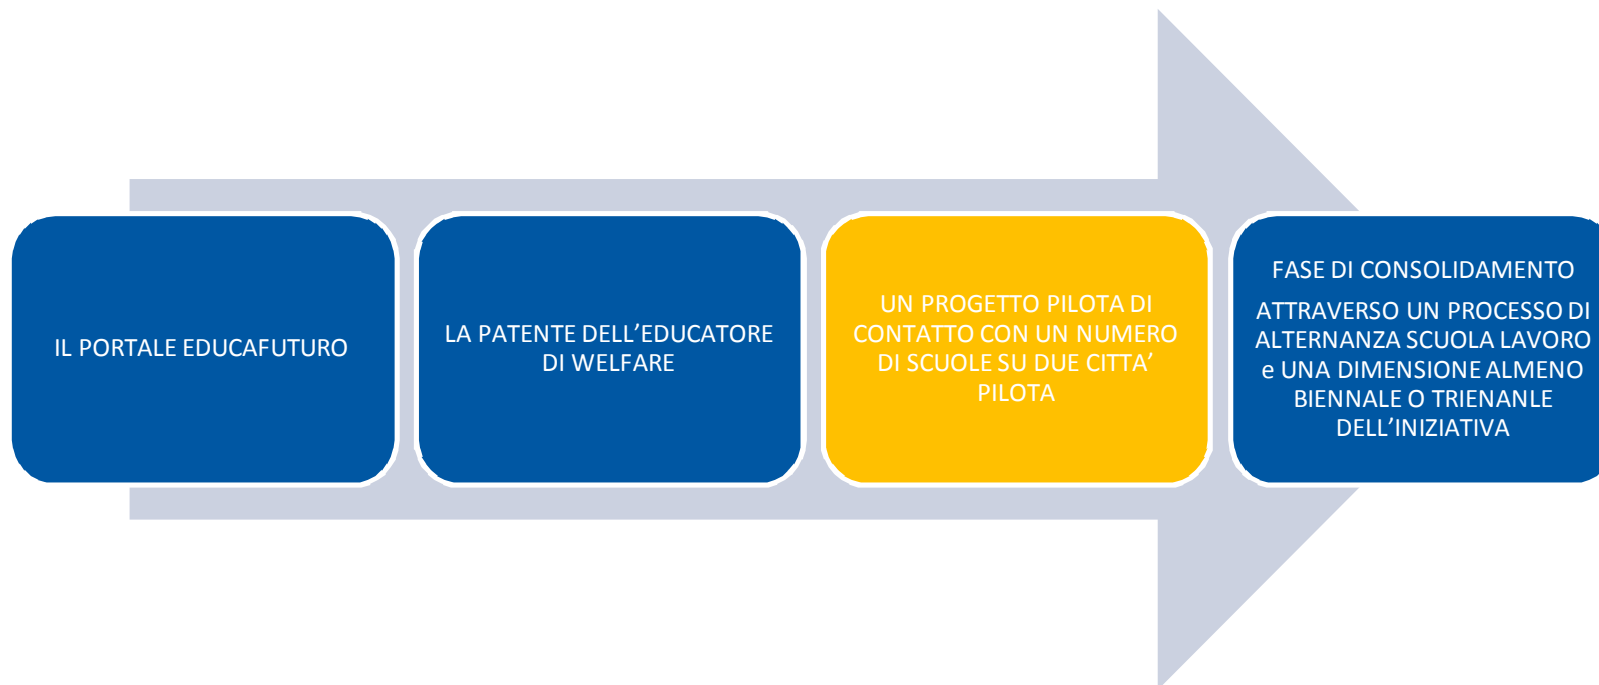 IL PORTALE EDUCAFUTURO
LA PATENTE DELL’EDUCATORE
DI WELFARE
UN PROGETTO PILOTA DI
CONTATTO CON UN NUMERO
DI SCUOLE SU DUE CITTA’
PILOTA
FASE DI CONSOLIDAMENTO
ATTRAVERSO UN PROCESSO DI
ALTERNANZA SCUOLA LAVORO
e UNA DIMENSIONE ALMENO
BIENNALE O TRIENANLE
DELL’INIZIATIVA